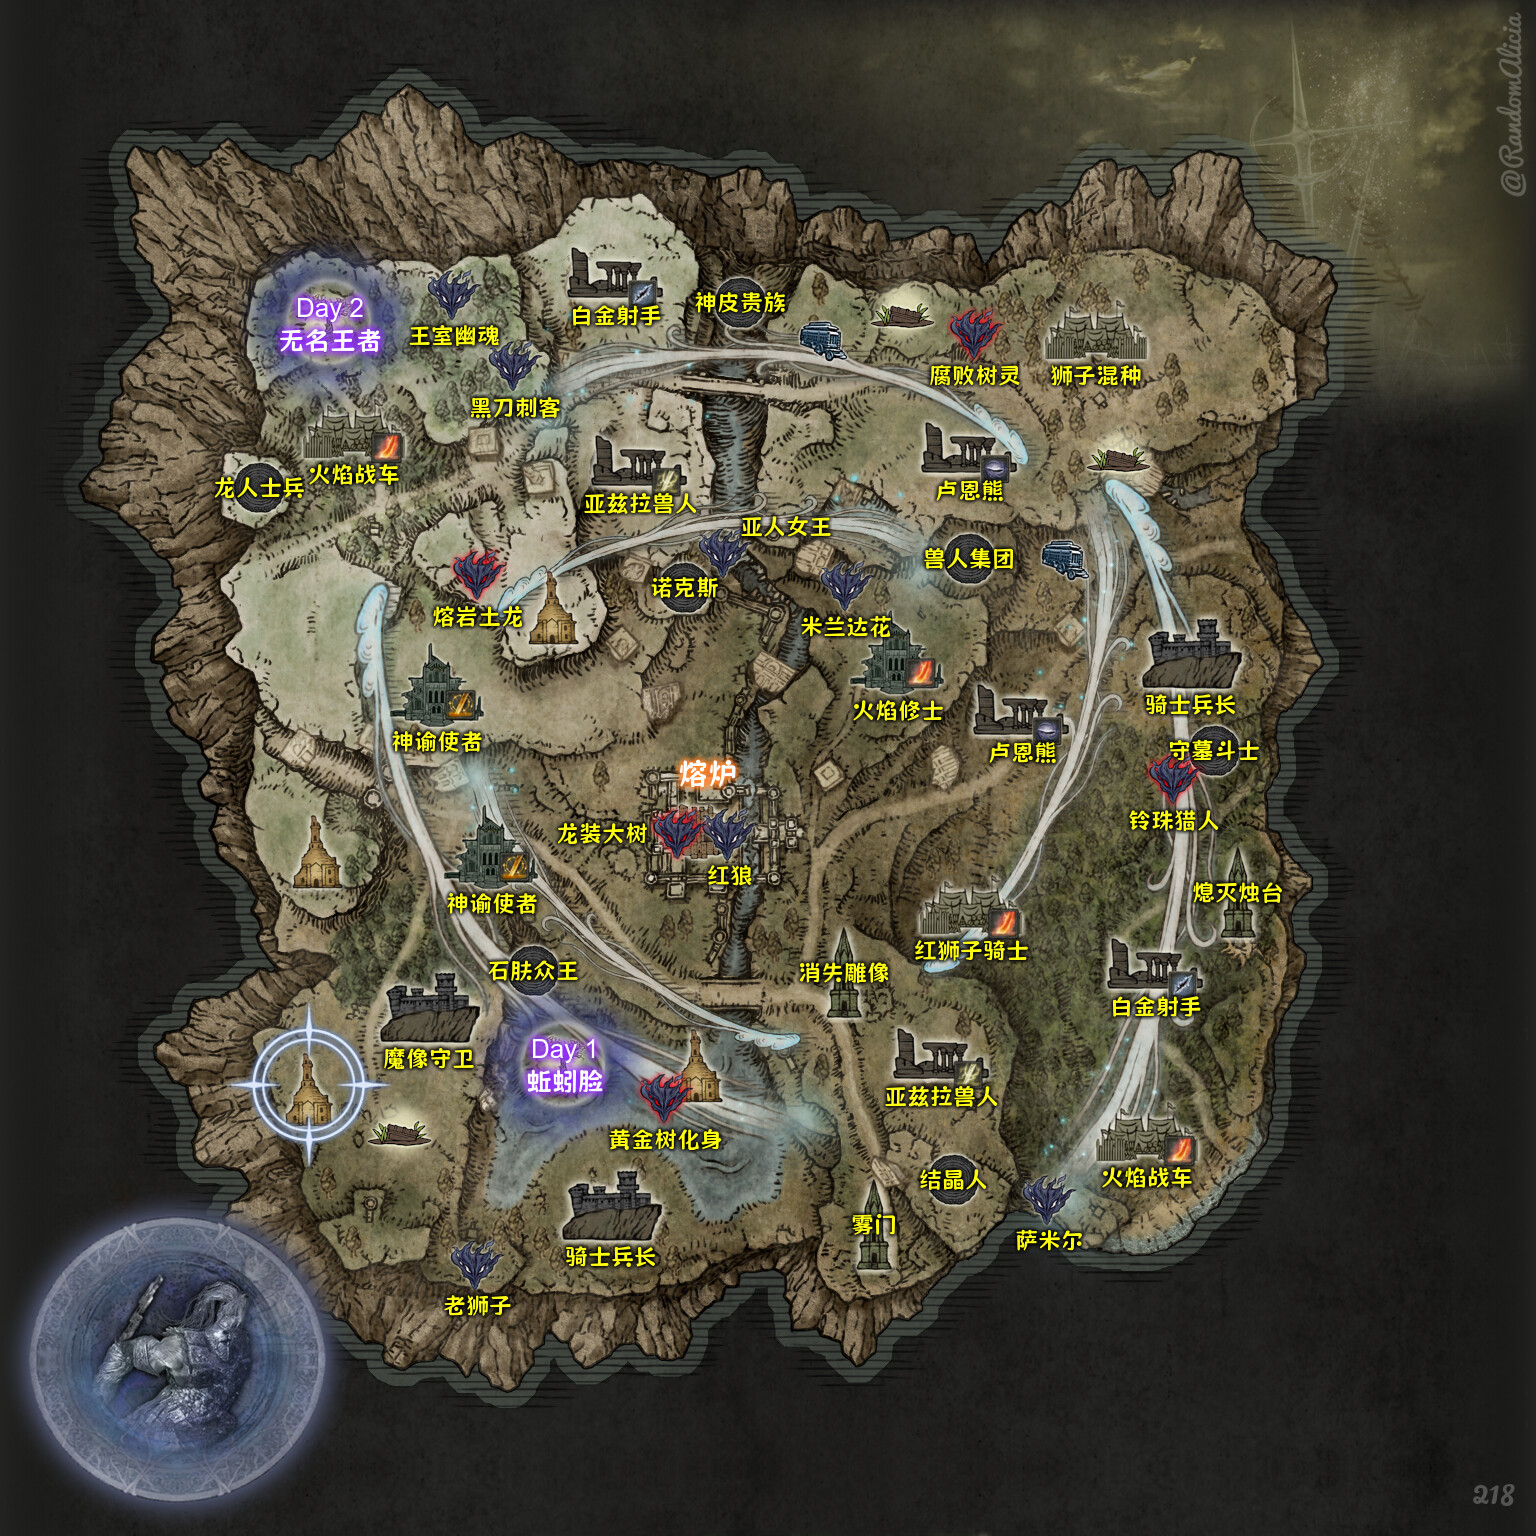 @RandomAlicia
Day 2
无名王者
王室幽魂
白金射手
神皮贵族
腐败树灵
狮子混种
黑刀刺客
火焰战车
龙人士兵
亚兹拉兽人
卢恩熊
亚人女王
兽人集团
诺克斯
熔岩土龙
米兰达花
火焰修士
骑士兵长
神谕使者
卢恩熊
守墓斗士
熔炉
铃珠猎人
龙装大树
红狼
神谕使者
熄灭烛台
红狮子骑士
石肤众王
消失雕像
白金射手
魔像守卫
Day 1
蚯蚓脸
亚兹拉兽人
黄金树化身
结晶人
火焰战车
雾门
萨米尔
骑士兵长
老狮子
218